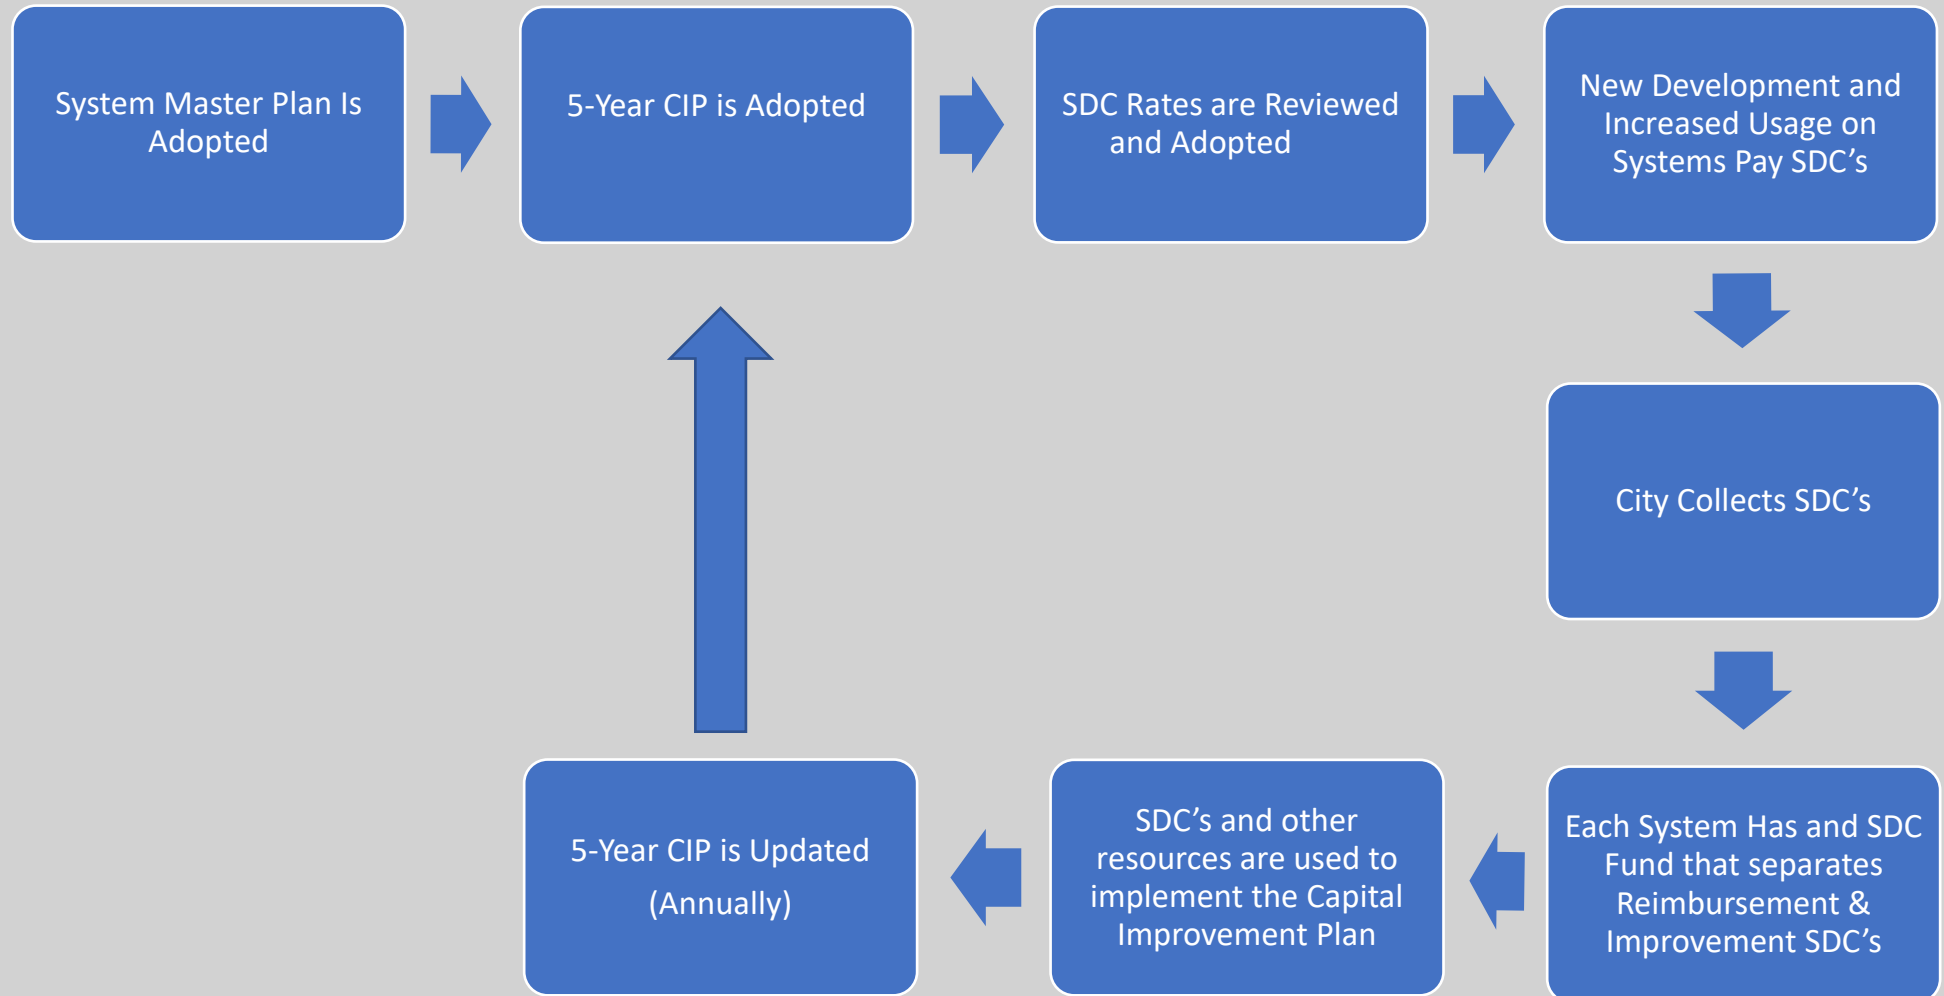 System Master Plan Is
Adopted
5-Year CIP is Adopted
SDC Rates are Reviewed
and Adopted
New Development and
Increased Usage on
Systems Pay SDC’s
City Collects SDC’s
Each System Has and SDC
Fund that separates
Reimbursement &
Improvement SDC’s
SDC’s and other
resources are used to
implement the Capital
Improvement Plan
5-Year CIP is Updated
(Annually)